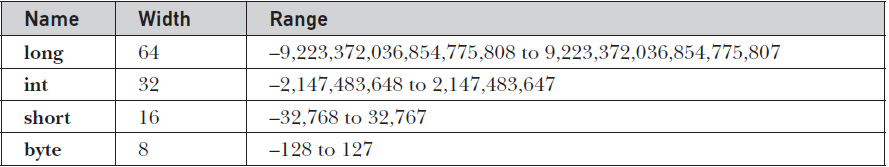 Name Width Range
long 64 –9,223,372,036,854,775,808 to 9,223,372,036,854,775,807
int 32 –2,147,483,648 to 2,147,483,647
short 16 –32,768 to 32,767
byte 8 –128 to 127